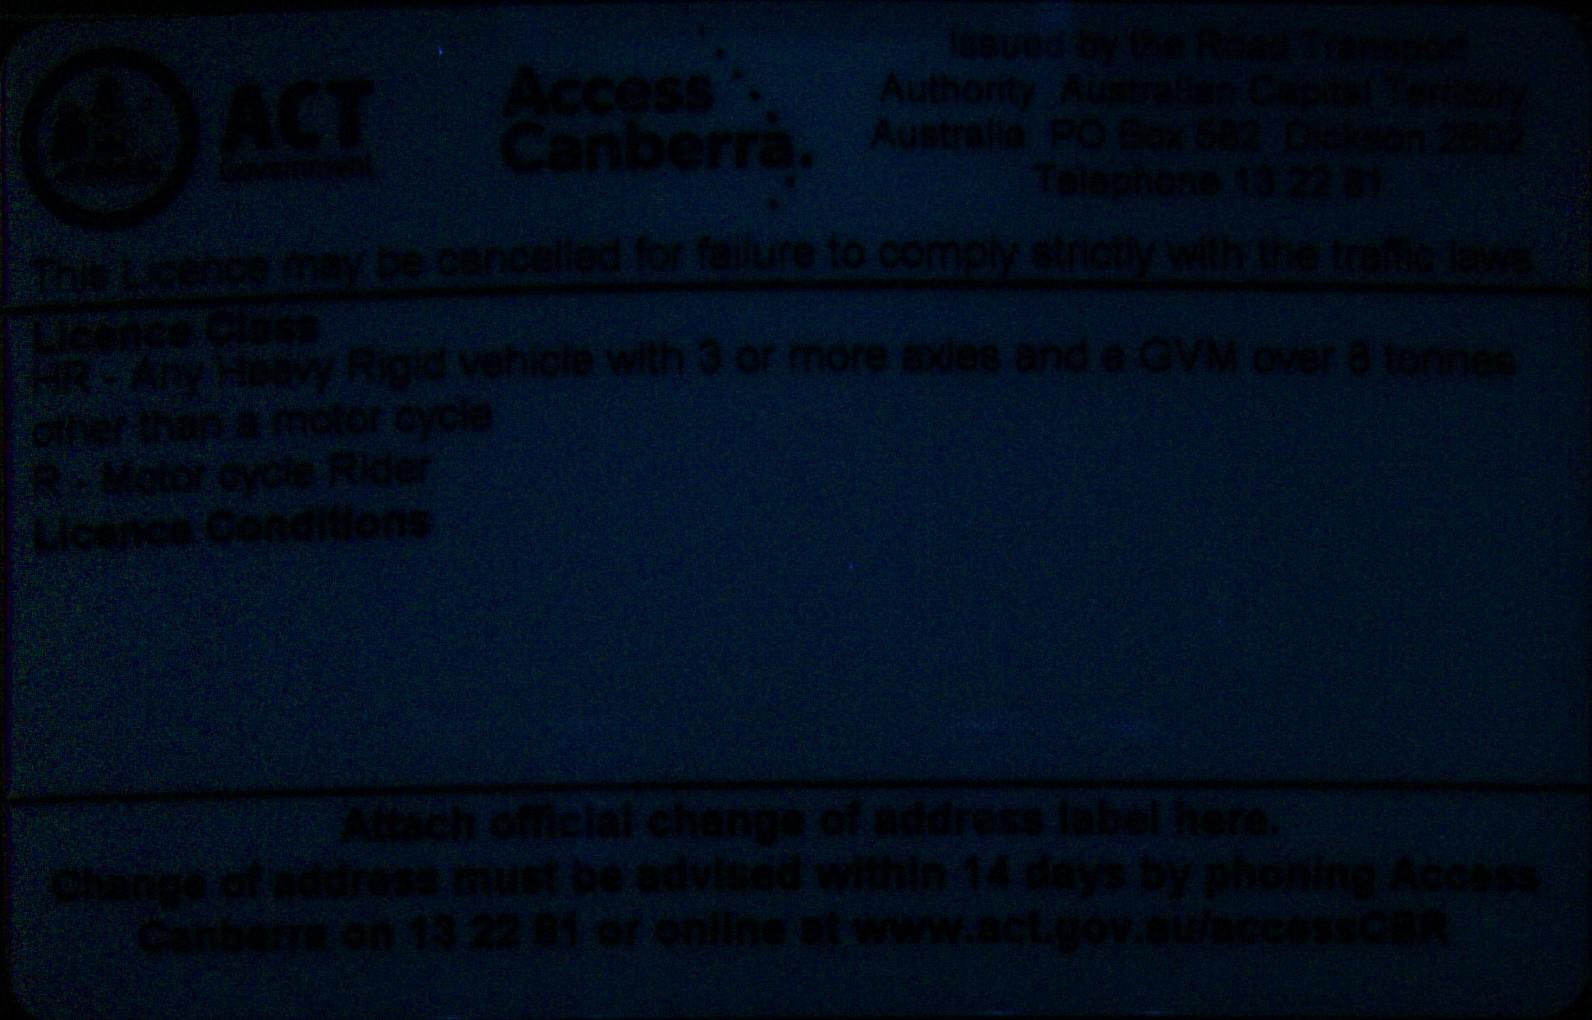 ACT
Government
Access
Canberra.
Issued by the Road Transport
Authority Australian Capital Territory
Australia PO Box 582 Dickson 2602
Telephone 13 22 81
This Licence may be cancelled for failure to comply strictly with the traffic laws
Licence Class
HR - Any Heavy Rigid vehicle with 3 or more axles and a GVM over 8 tonnes
other than a motor cycle
R - Motor cycle Rider
Licence Conditions
Attach official change of address label here.
Change of address must be advised within 14 days by phoning Access
Canberra on 13 22 81 or online at www.act.gov.au/accessCBR